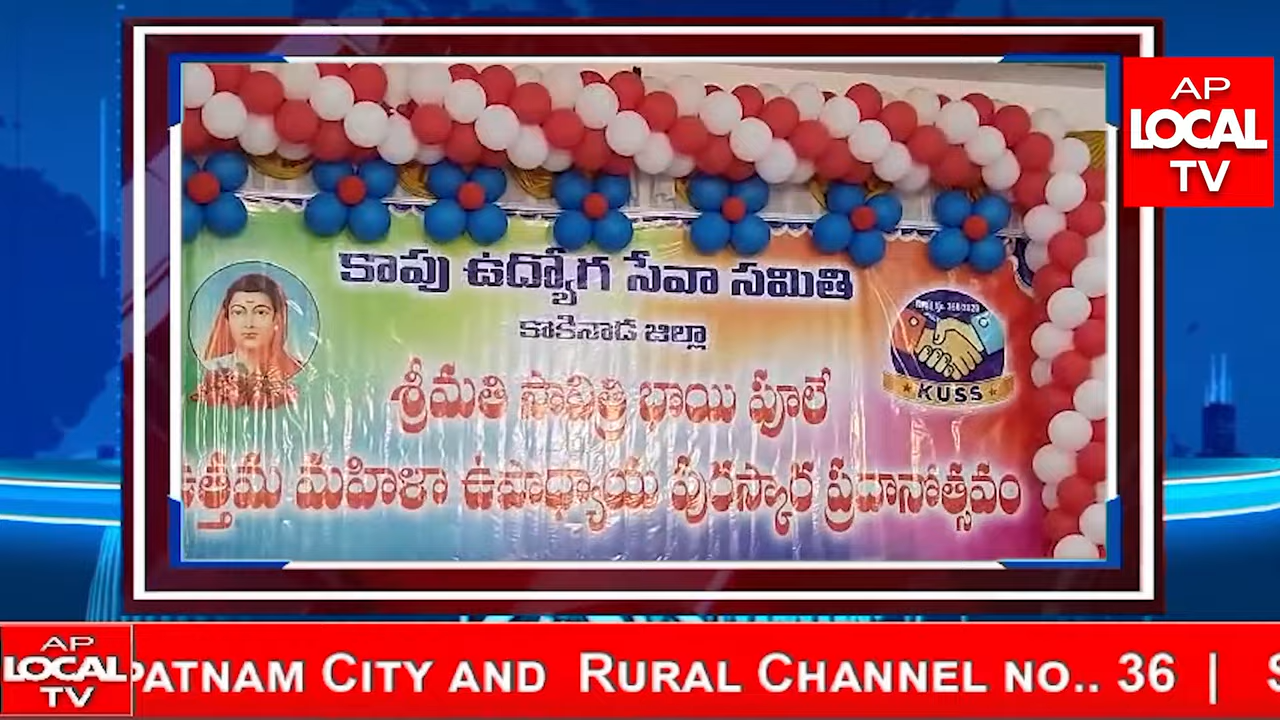 AP
LOCAL
TV
కాపు ఉద్యోగ సేవా సమితి
కాకినాడ జిల్లా
KUSS
శ్రీమతి సావిత్రి భాయి పూలే
ఉత్తమ మహిళా ఉపాధ్యాయ పురస్కార ప్రదానోత్సవం
AP
LOCAL
TV
PATNAM CITY AND RURAL CHANNEL NO.. 36 | S